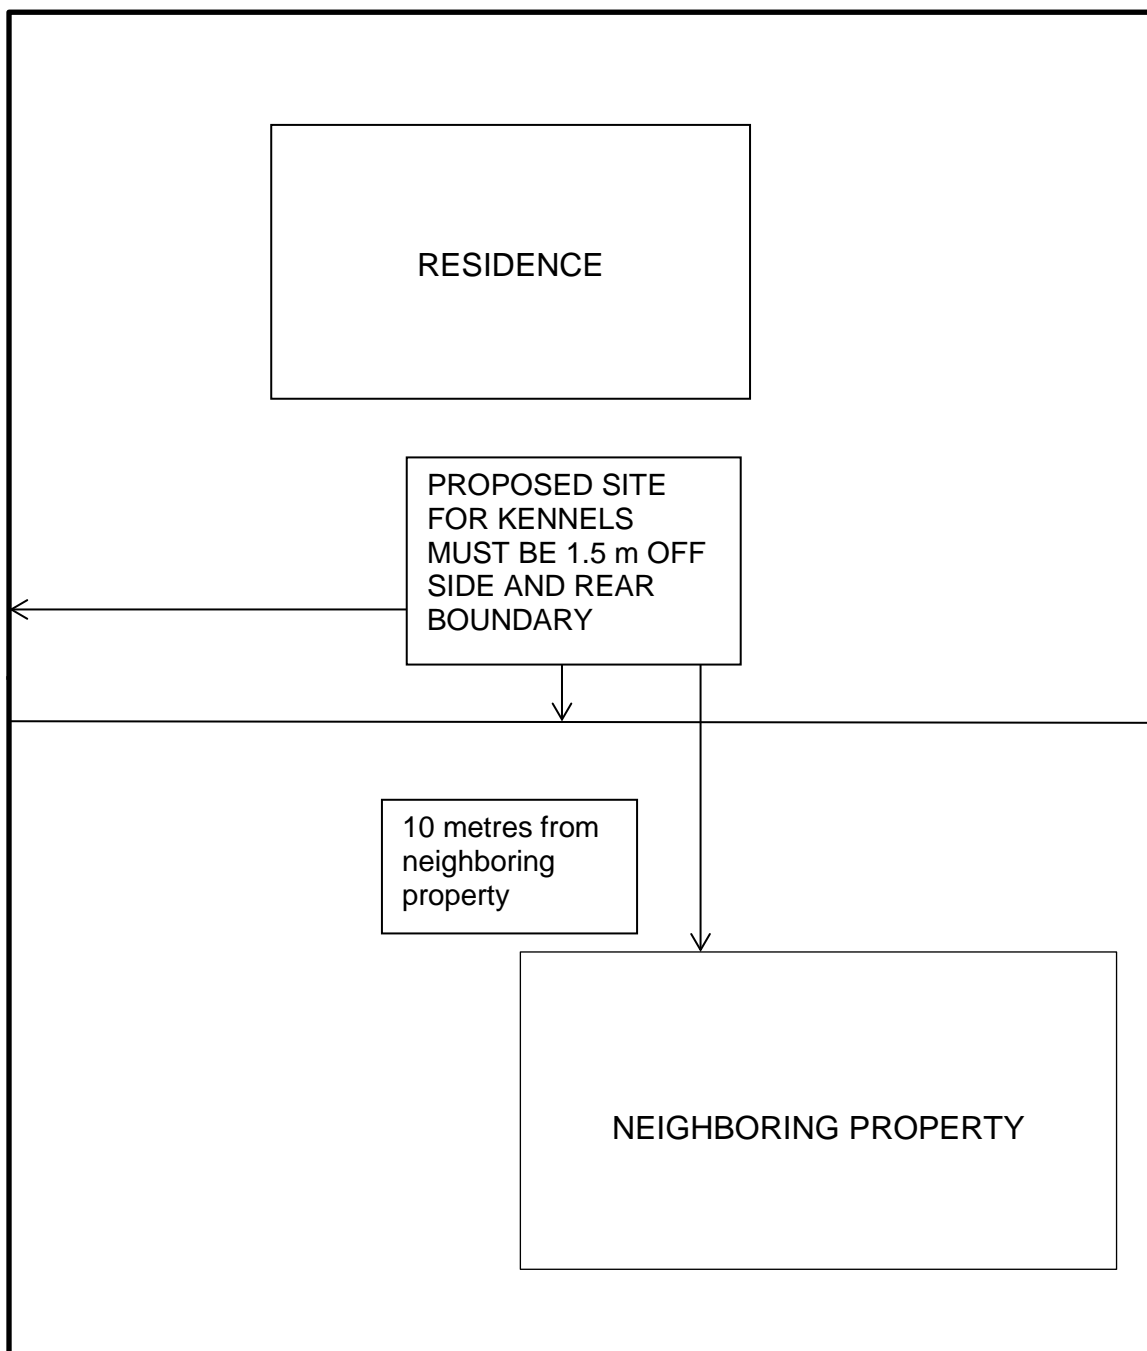 RESIDENCE
PROPOSED SITE
FOR KENNELS
MUST BE 1.5 m OFF
SIDE AND REAR
BOUNDARY
10 metres from
neighboring
property
NEIGHBORING PROPERTY